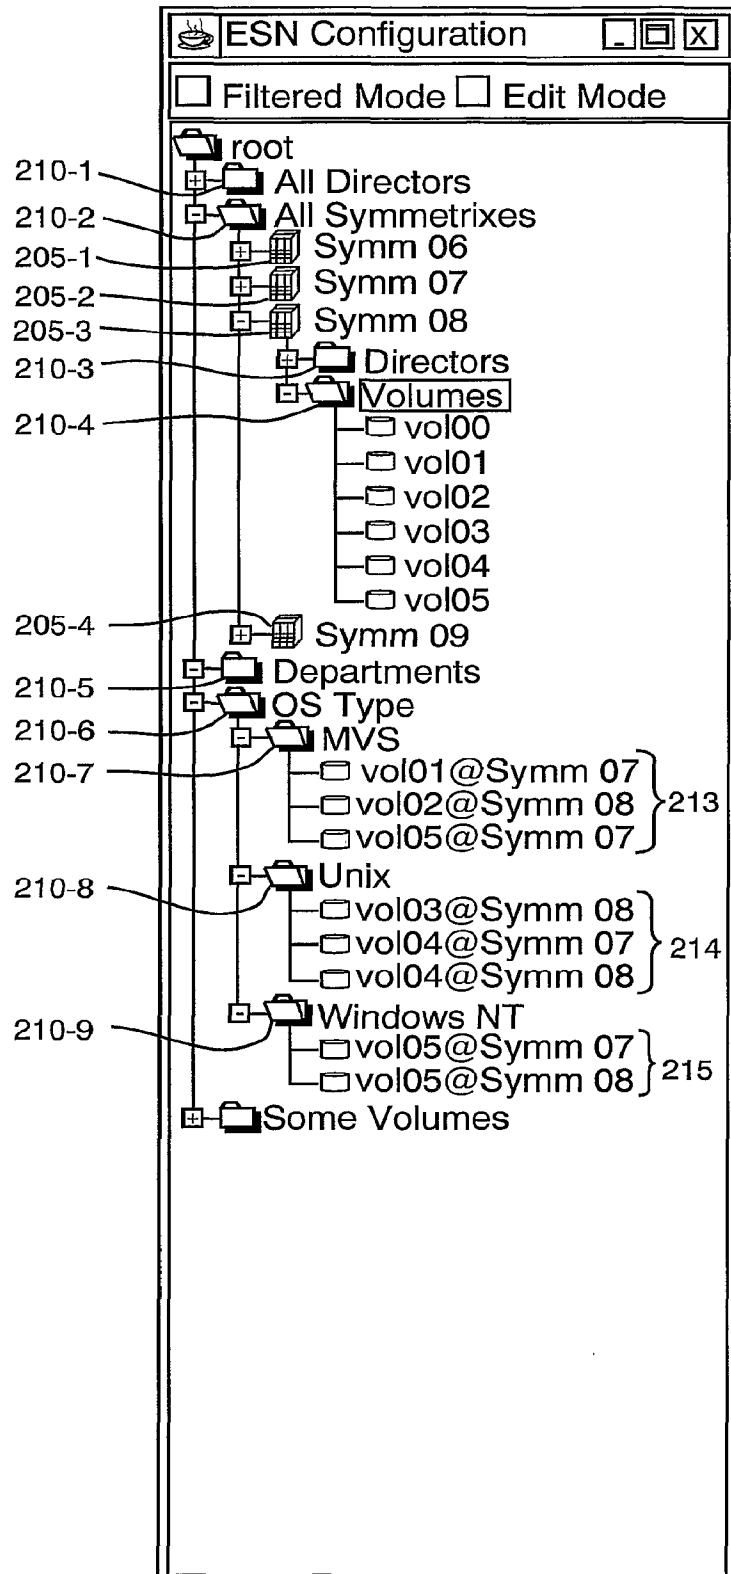 ESN Configuration
Filtered Mode Edit Mode
root
210-1 All Directors
210-2 All Symmetrixes
205-1 Symm 06
205-2 Symm 07
205-3 Symm 08
210-3 Directors
210-4 Volumes
vol00
vol01
vol02
vol03
vol04
vol05
205-4 Symm 09
210-5 Departments
210-6 OS Type
210-7 MVS
vol01@Symm 07
vol02@Symm 08 213
vol05@Symm 07
210-8 Unix
vol03@Symm 08
vol04@Symm 07 214
vol04@Symm 08
210-9 Windows NT
vol05@Symm 07
vol05@Symm 08 215
Some Volumes